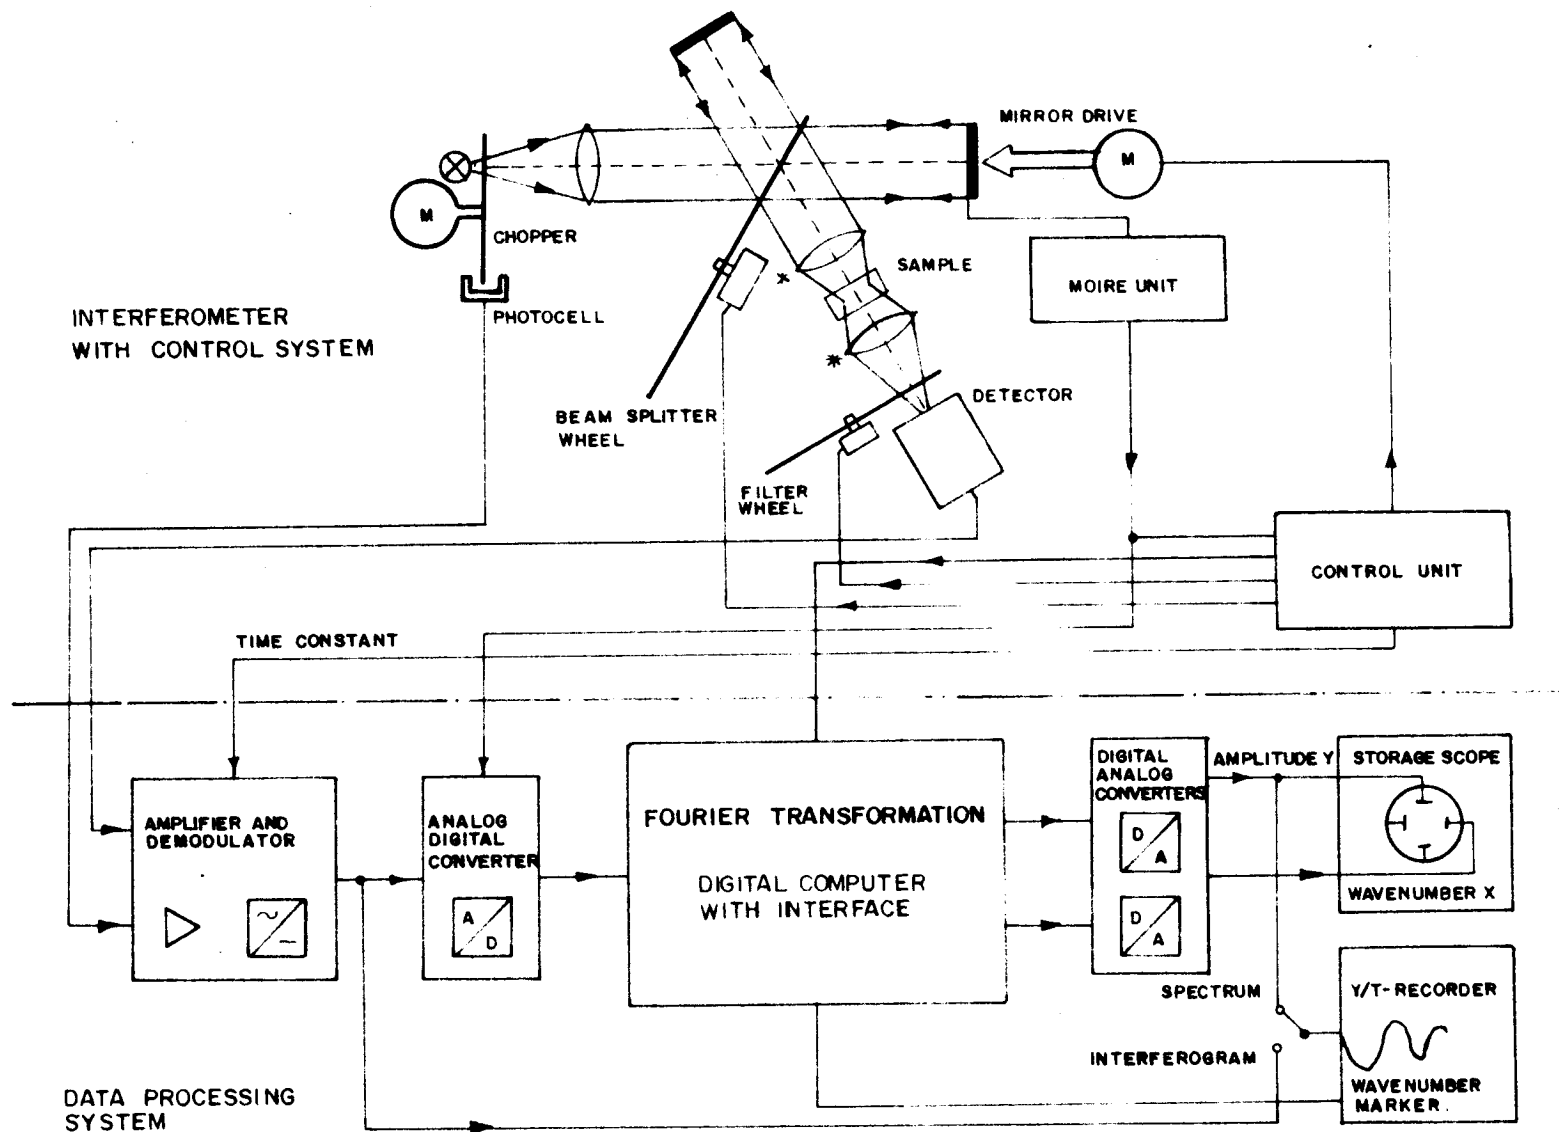 MIRROR DRIVE
M
M
CHOPPER
SAMPLE
MOIRE UNIT
PHOTOCELL
INTERFEROMETER
WITH CONTROL SYSTEM
*
*
DETECTOR
BEAM SPLITTER
WHEEL
FILTER
WHEEL
CONTROL UNIT
TIME CONSTANT
DIGITAL
ANALOG
CONVERTERS
AMPLITUDE Y
STORAGE SCOPE
AMPLIFIER AND
DEMODULATOR
ANALOG
DIGITAL
CONVERTER
FOURIER TRANSFORMATION
DIGITAL COMPUTER
WITH INTERFACE
D
A
D
A
A
D
WAVENUMBER X
SPECTRUM
Y/T-RECORDER
INTERFEROGRAM
WAVENUMBER
MARKER.
DATA PROCESSING
SYSTEM